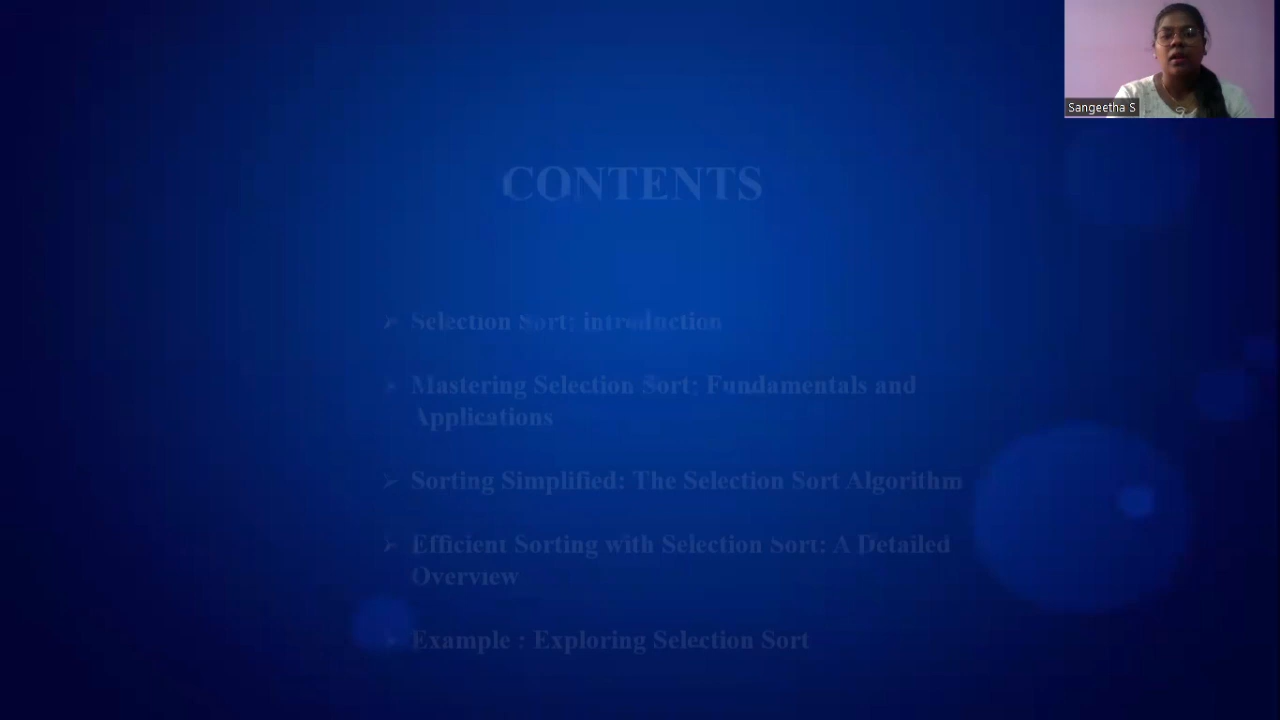 Sangeetha S
CONTENTS
➢ Selection Sort: introduction
➢ Mastering Selection Sort: Fundamentals and
Applications
➢ Sorting Simplified: The Selection Sort Algorithm
➢ Efficient Sorting with Selection Sort: A Detailed
Overview
➢ Example : Exploring Selection Sort